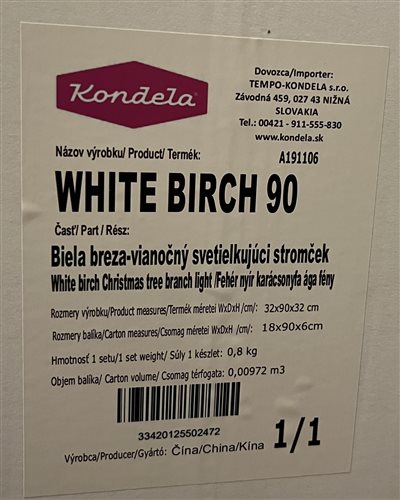 Kondela
Dovozca/Importer:
TEMPO-KONDELA s.r.o.
Závodná 459, 027 43 NIŽNÁ
SLOVAKIA
Tel.: 00421 - 911-555-830
www.kondela.sk
Názov výrobku/ Product/ Termék:
A191106
WHITE BIRCH 90
Časť/ Part / Rész:
Biela breza-vianočný svetielkujúci stromček
White birch Christmas tree branch light /Fehér nyír karácsonyfa ága fény
Rozmery výrobku/Product measures/Termék méretei WxDxH /cm/: 32x90x32 cm
Rozmery balíka/Carton measures/Csomag méretei WxDxH /cm/: 18x90x6cm
Hmotnosť 1 setu/1 set weight/ Súly 1 készlet: 0,8 kg
Objem balíka/ Carton volume/ Csomag térfogata: 0,00972 m3
33420125502472
Výrobca/Producer/Gyártó: Čína/China/Kína
1/1